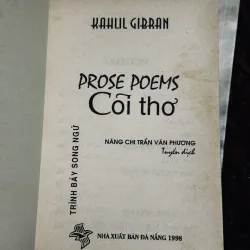 KAHLIL GIBRAN
PROSE POEMS
Cõi thơ
NĂNG CHI TRẦN VĂN PHƯƠNG
Tuyển dịch
TRÌNH BÀY SONG NGỮ
NHÀ XUẤT BẢN ĐÀ NẴNG 1998